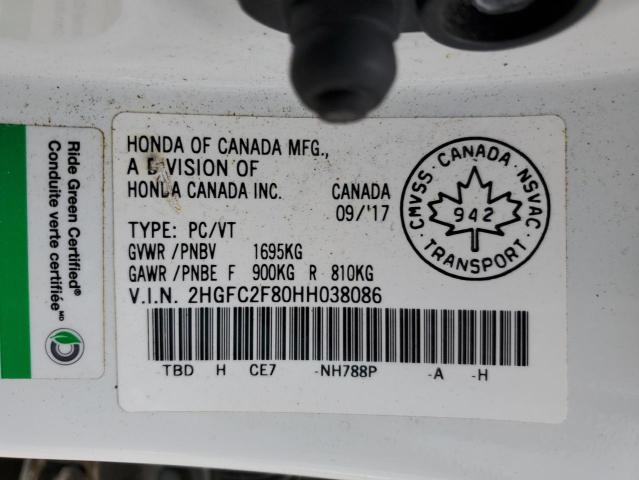 Ride Green Certified®
Conduite verte certifiée MD
HONDA OF CANADA MFG.,
A DIVISION OF
HONDA CANADA INC. CANADA
09/'17
TYPE: PC/VT
GVWR/PNBV 1695KG
GAWR/PNBE F 900KG R 810KG
V.I.N. 2HGFC2F80HH038086
TBD H CE7 -NH788P -A -H
CMVSS · CANADA · NSVAC
942
TRANSPORT